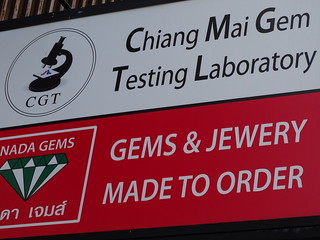 Chiang Mai Gem
Testing Laboratory
CGT
NADA GEMS
GEMS & JEWERY
MADE TO ORDER
ดา เจมส์